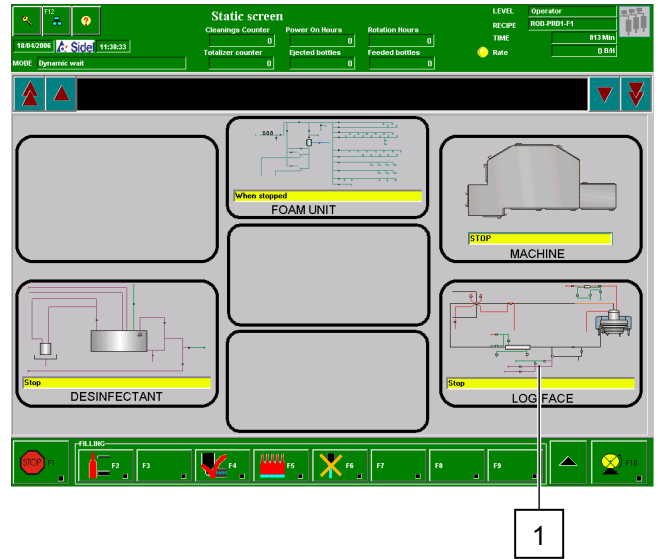 F12
?
Static screen
Cleanings Counter
Power On Hours
Rotation Hours
0
0
0
Totalizer counter
Ejected bottles
Feeded bottles
0
0
0
LEVEL Operator
RECIPE ROD-PRD1-F1
TIME 013 Min
Rate 0 B/H
18/04/2006 Sidel 11:38:33
MODE Dynamic wait
When stopped
FOAM UNIT
STOP
MACHINE
Stop
DESINFECTANT
Stop
LOG FACE
FILLING
STOP F1
F2
F3
F4
F5
F6
F7
F8
F9
F10
1